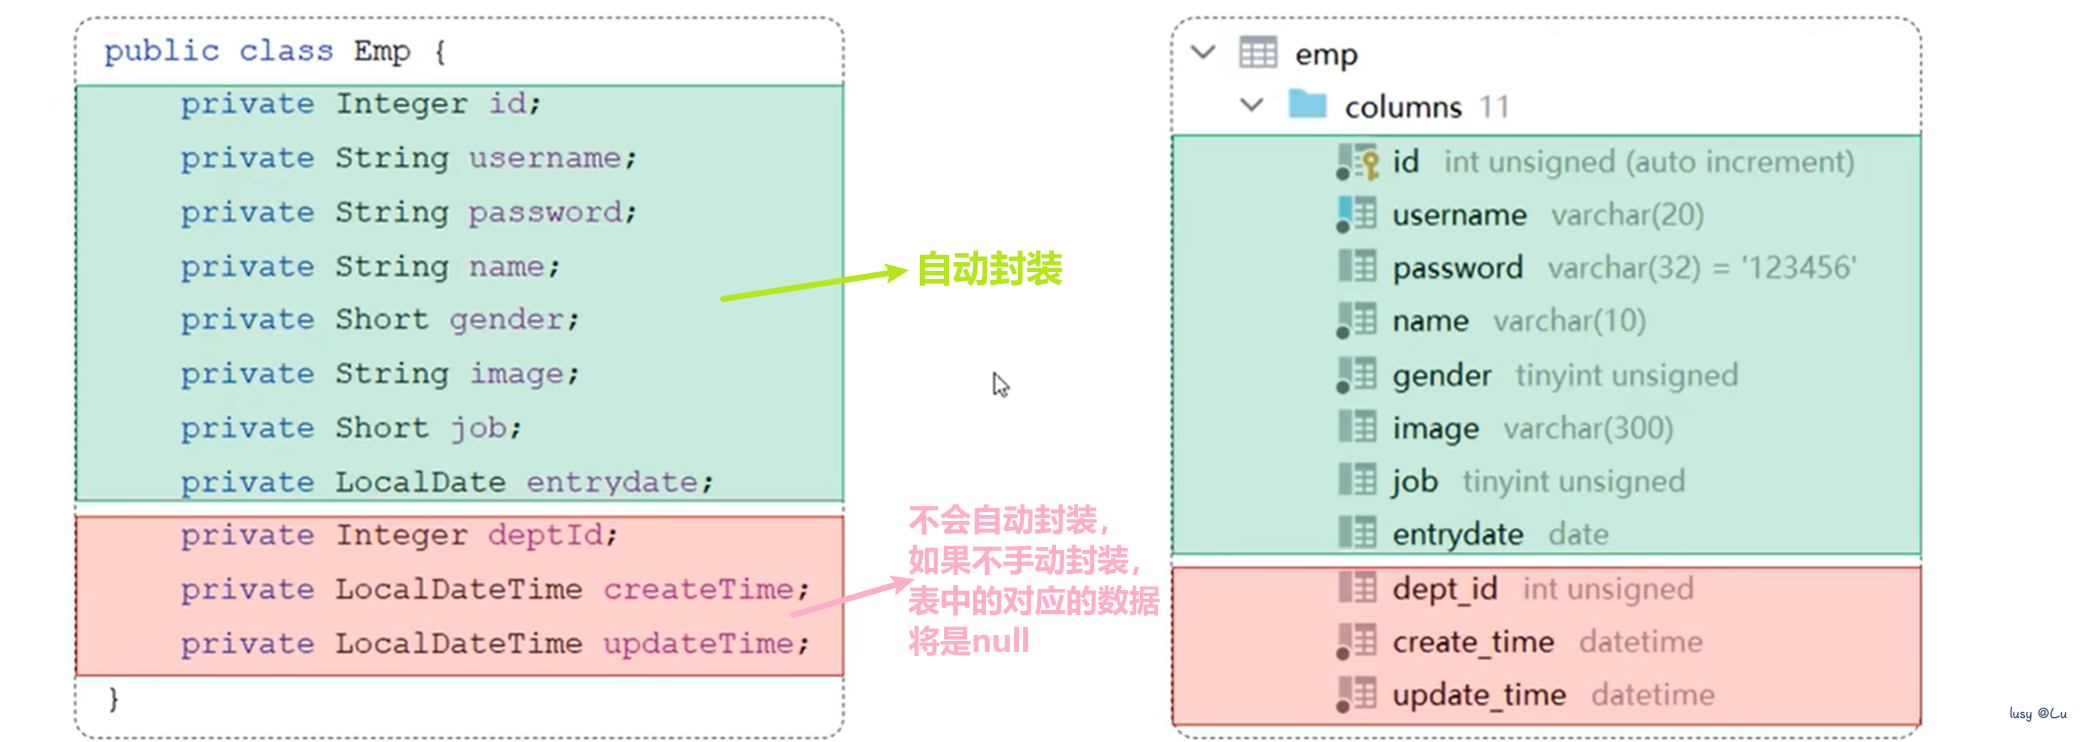 public class Emp {
private Integer id;
private String username;
private String password;
private String name;
private Short gender;
private String image;
private Short job;
private LocalDate entrydate;
private Integer deptId;
private LocalDateTime createTime;
private LocalDateTime updateTime;
}
自动封装
不会自动封装，
如果不手动封装，
表中的对应的数据
将是null
emp
columns 11
id int unsigned (auto increment)
username varchar(20)
password varchar(32) = '123456'
name varchar(10)
gender tinyint unsigned
image varchar(300)
job tinyint unsigned
entrydate date
dept_id int unsigned
create_time datetime
update_time datetime
lusy @Lu